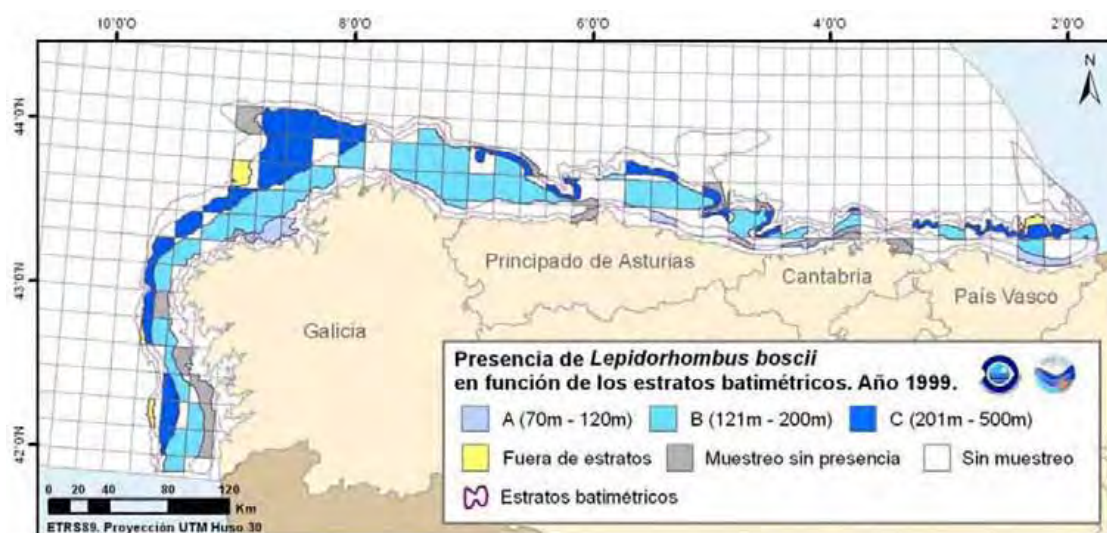 10°0'O 8°0'O 6°0'O 4°0'O 2°0'O
44°0'N
43°0'N
42°0'N
N
Principado de Asturias
Cantabria
País Vasco
Galicia
Presencia de Lepidorhombus boscii
en función de los estratos batimétricos. Año 1999.
A (70m - 120m) B (121m - 200m) C (201m - 500m)
Fuera de estratos Muestreo sin presencia Sin muestreo
Estratos batimétricos
0 20 40 80 120
Km
ETRS89. Proyección UTM Huso 30